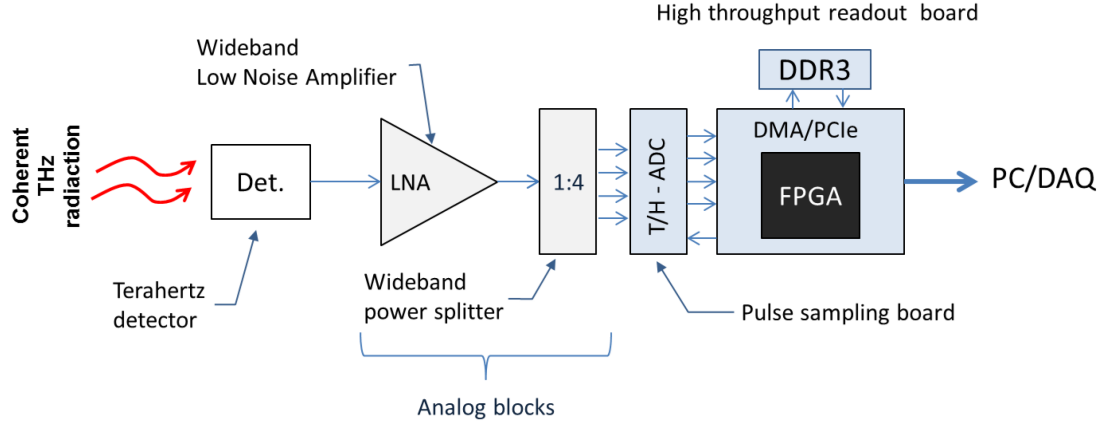 High throughput readout board
Wideband
Low Noise Amplifier
DDR3
Coherent
THz
radiaction
Det.
LNA
1:4
T/H - ADC
DMA/PCIe
FPGA
PC/DAQ
Terahertz
detector
Wideband
power splitter
Pulse sampling board
Analog blocks